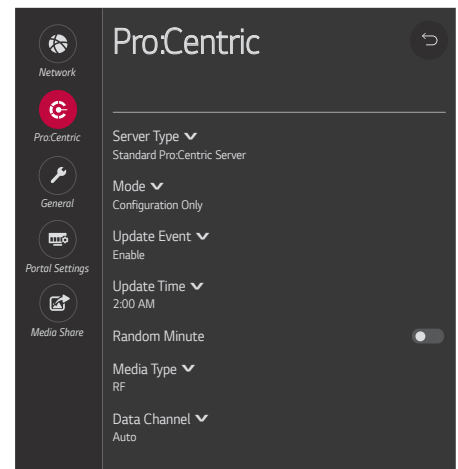 Network
Pro:Centric
General
Portal Settings
Media Share
Pro:Centric
Server Type
Standard Pro:Centric Server
Mode
Configuration Only
Update Event
Enable
Update Time
2:00 AM
Random Minute
Media Type
RF
Data Channel
Auto